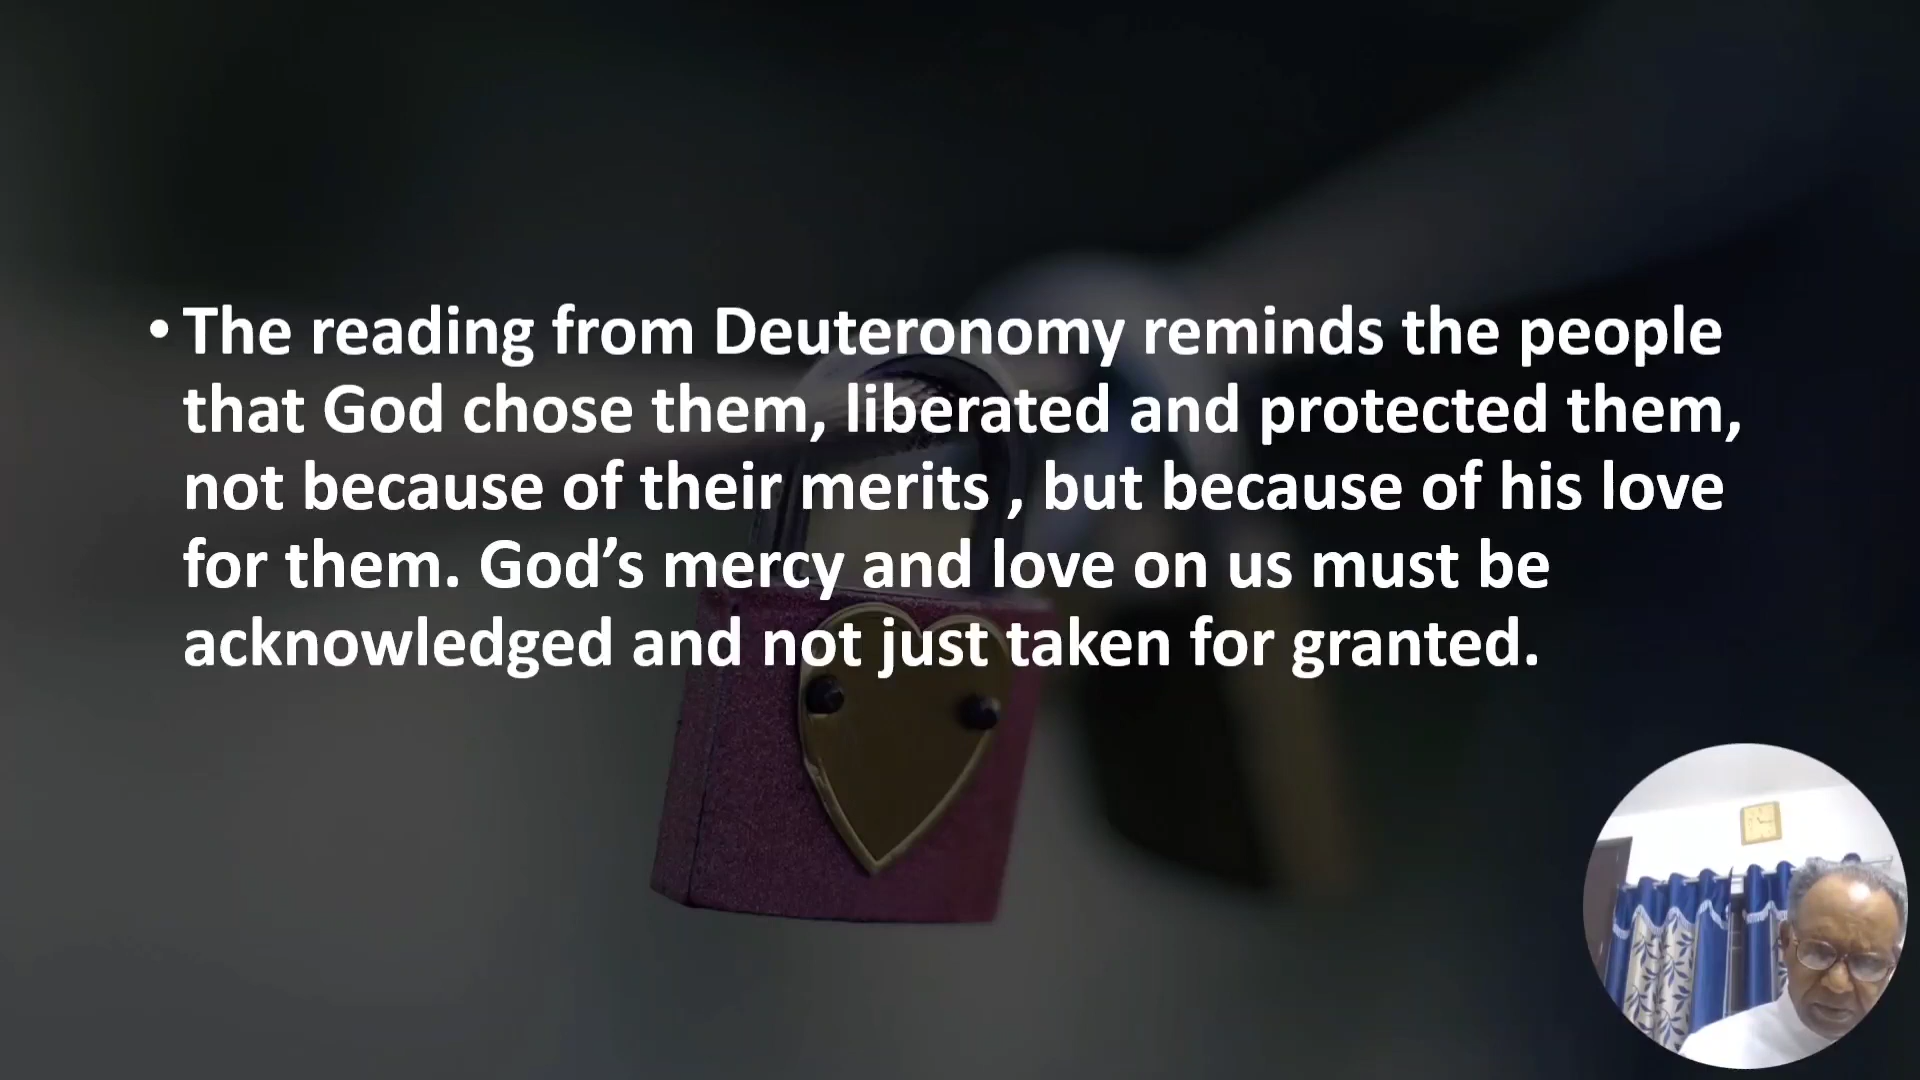 • The reading from Deuteronomy reminds the people
that God chose them, liberated and protected them,
not because of their merits , but because of his love
for them. God’s mercy and love on us must be
acknowledged and not just taken for granted.